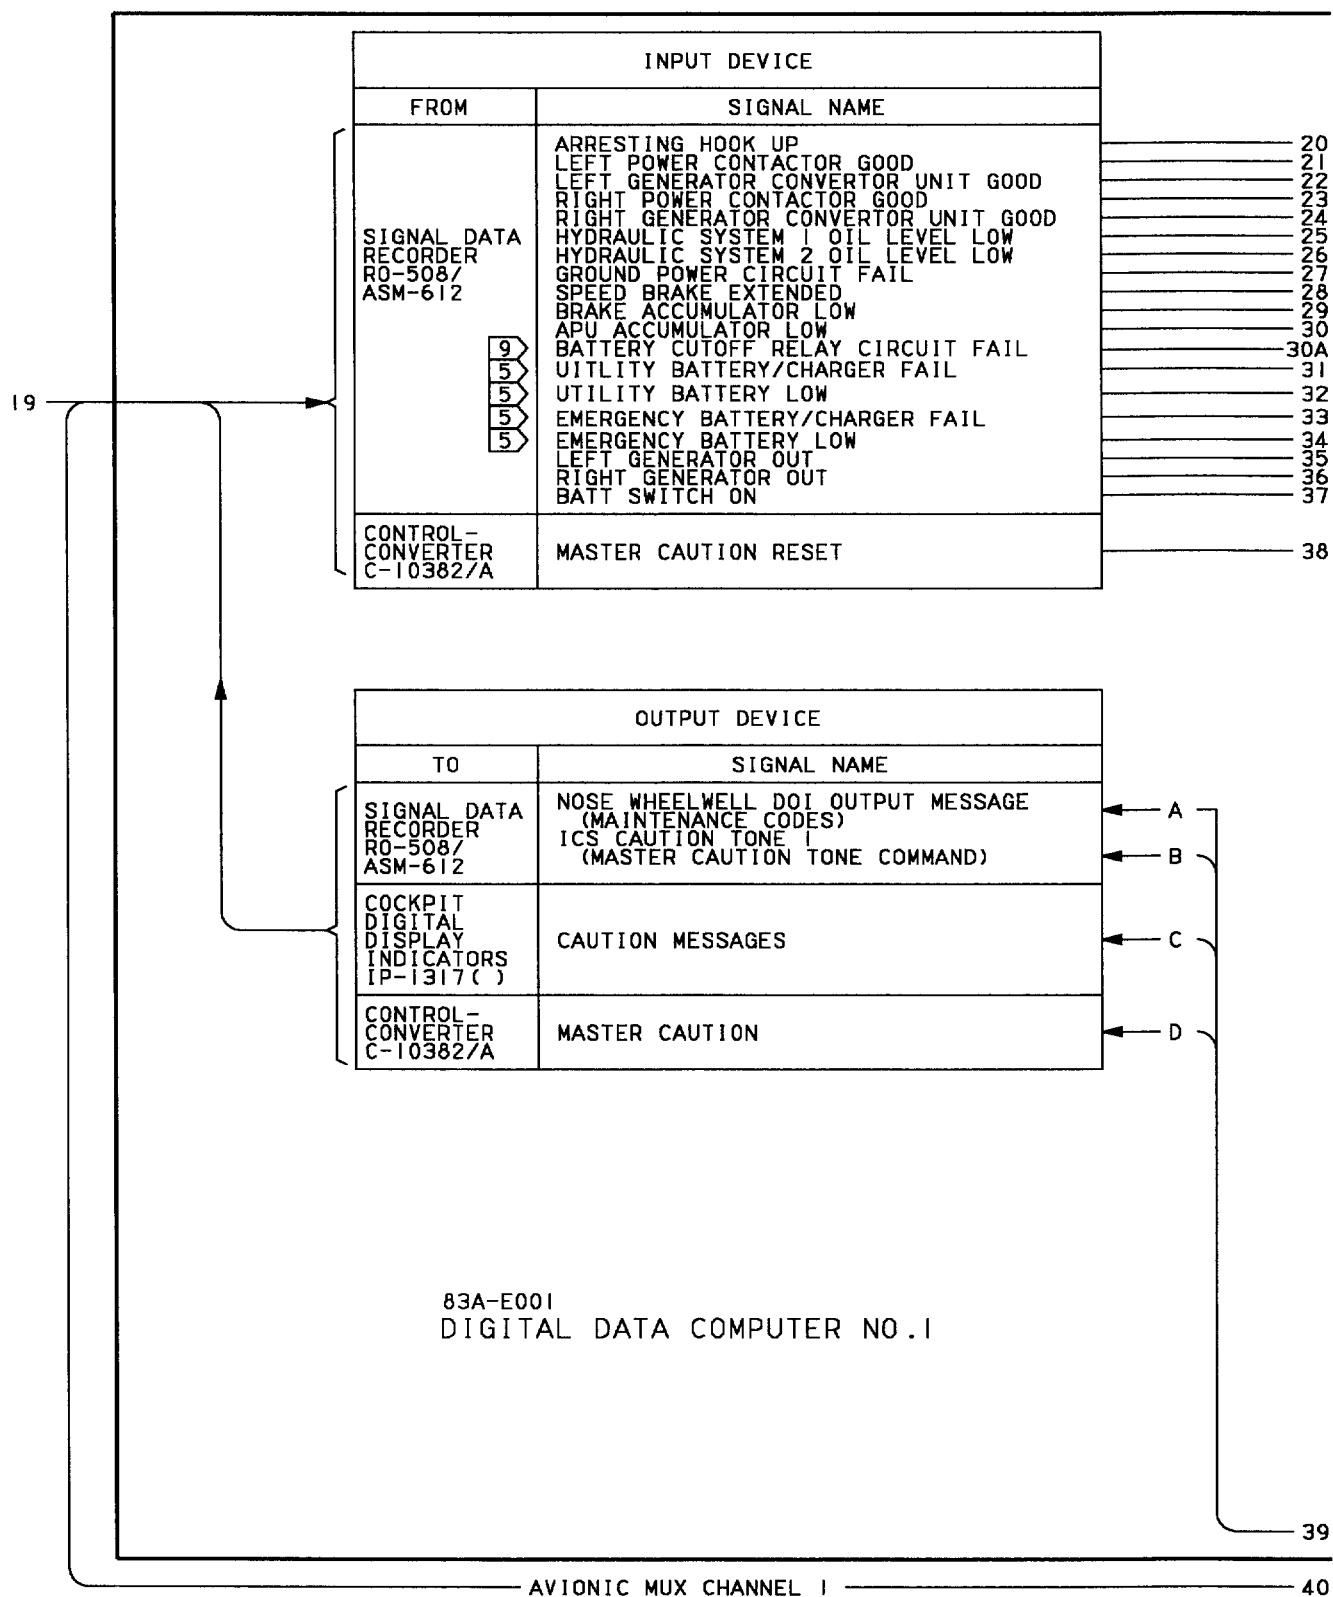 INPUT DEVICE
FROM SIGNAL NAME
SIGNAL DATA
RECORDER
RO-508/
ASM-612
ARRESTING HOOK UP 20
LEFT POWER CONTACTOR GOOD 21
LEFT GENERATOR CONVERTOR UNIT GOOD 22
RIGHT POWER CONTACTOR GOOD 23
RIGHT GENERATOR CONVERTOR UNIT GOOD 24
HYDRAULIC SYSTEM 1 OIL LEVEL LOW 25
HYDRAULIC SYSTEM 2 OIL LEVEL LOW 26
GROUND POWER CIRCUIT FAIL 27
SPEED BRAKE EXTENDED 28
BRAKE ACCUMULATOR LOW 29
APU ACCUMULATOR LOW 30
9 BATTERY CUTOFF RELAY CIRCUIT FAIL 30A
5 UITLITY BATTERY/CHARGER FAIL 31
5 UTILITY BATTERY LOW 32
5 EMERGENCY BATTERY/CHARGER FAIL 33
5 EMERGENCY BATTERY LOW 34
LEFT GENERATOR OUT 35
RIGHT GENERATOR OUT 36
BATT SWITCH ON 37
19
CONTROL-
CONVERTER
C-10382/A
MASTER CAUTION RESET 38
OUTPUT DEVICE
TO SIGNAL NAME
SIGNAL DATA
RECORDER
RO-508/
ASM-612
NOSE WHEELWELL DDI OUTPUT MESSAGE A
(MAINTENANCE CODES)
ICS CAUTION TONE 1
(MASTER CAUTION TONE COMMAND) B
COCKPIT
DIGITAL
DISPLAY
INDICATORS
IP-1317( )
CAUTION MESSAGES C
CONTROL-
CONVERTER
C-10382/A
MASTER CAUTION D
83A-E001
DIGITAL DATA COMPUTER NO.1
39
AVIONIC MUX CHANNEL 1 40